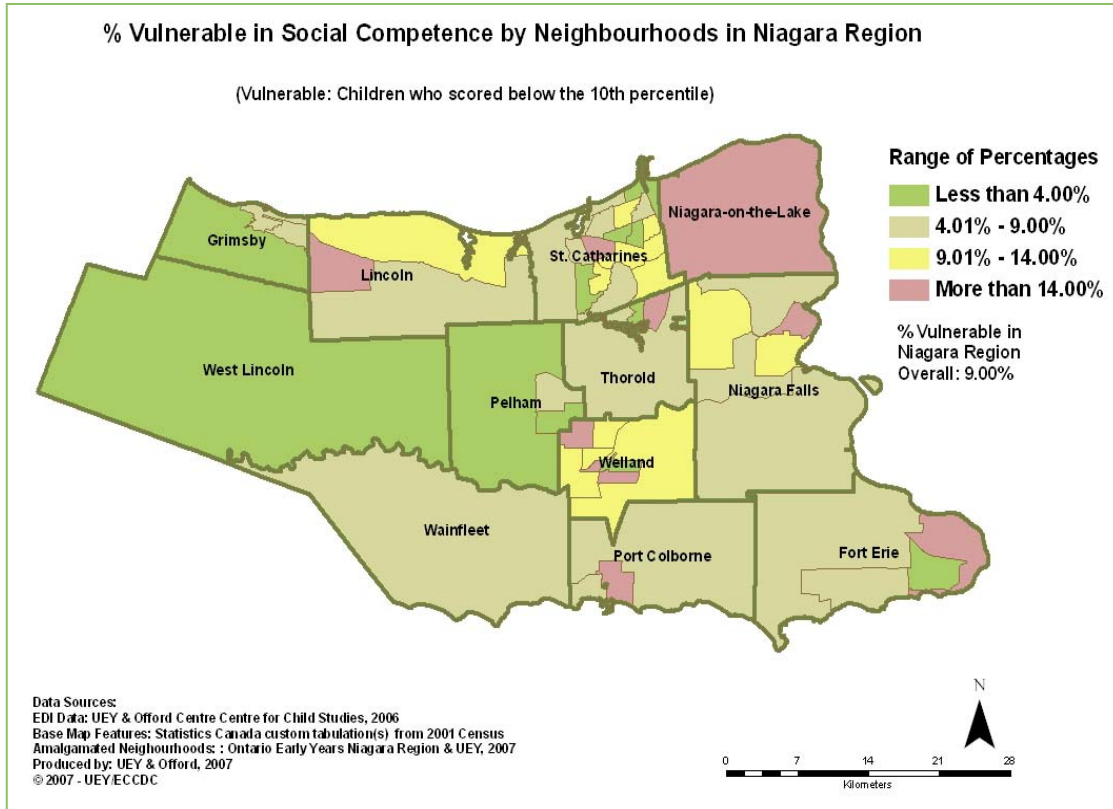 % Vulnerable in Social Competence by Neighbourhoods in Niagara Region
(Vulnerable: Children who scored below the 10th percentile)
Range of Percentages
Less than 4.00%
4.01% - 9.00%
9.01% - 14.00%
More than 14.00%
% Vulnerable in
Niagara Region
Overall: 9.00%
Niagara-on-the-Lake
Grimsby
St. Catharines
Lincoln
West Lincoln
Thorold
Niagara Falls
Pelham
Welland
Wainfleet
Port Colborne
Fort Erie
Data Sources:
EDI Data: UEY & Offord Centre Centre for Child Studies, 2006
Base Map Features: Statistics Canada custom tabulation(s) from 2001 Census
Amalgamated Neighourhoods: : Ontario Early Years Niagara Region & UEY, 2007
Produced by: UEY & Offord, 2007
© 2007 - UEY/ECCDC
N
0 7 14 21 28
Kilometers